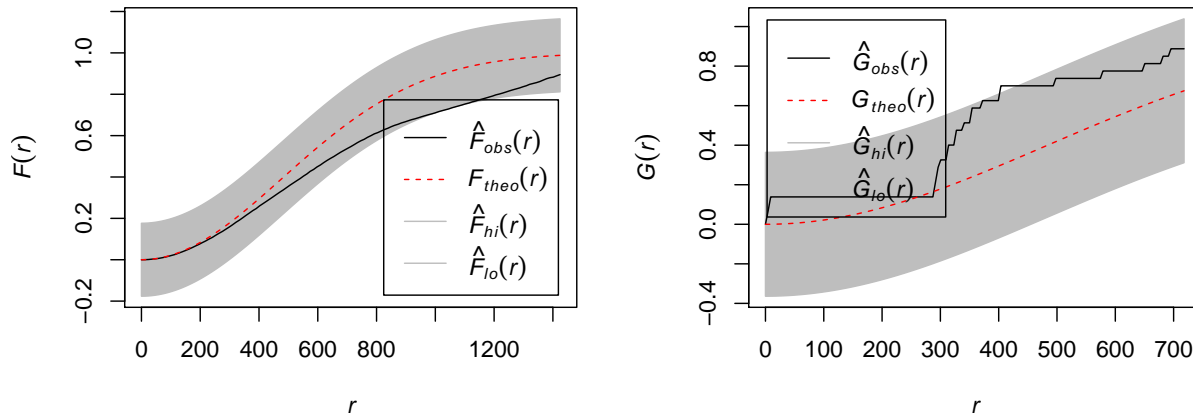 F(r)
−0.2
0.2
0.6
1.0
F̂obs(r)
Ftheo(r)
F̂hi(r)
F̂lo(r)
0 200 400 600 800 1200
r
G(r)
−0.4
0.0
0.4
0.8
Ĝobs(r)
Gtheo(r)
Ĝhi(r)
Ĝlo(r)
0 100 200 300 400 500 600 700
r